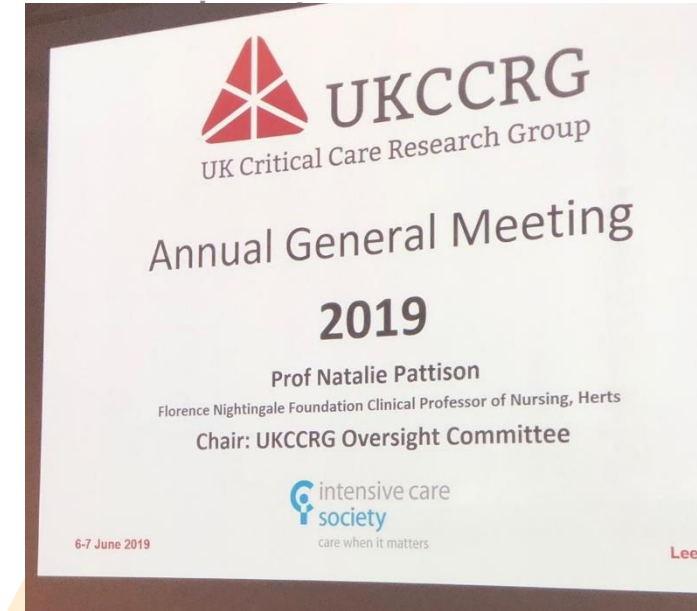 UKCCRG
UK Critical Care Research Group
Annual General Meeting
2019
Prof Natalie Pattison
Florence Nightingale Foundation Clinical Professor of Nursing, Herts
Chair: UKCCRG Oversight Committee
intensive care
society
care when it matters
6-7 June 2019